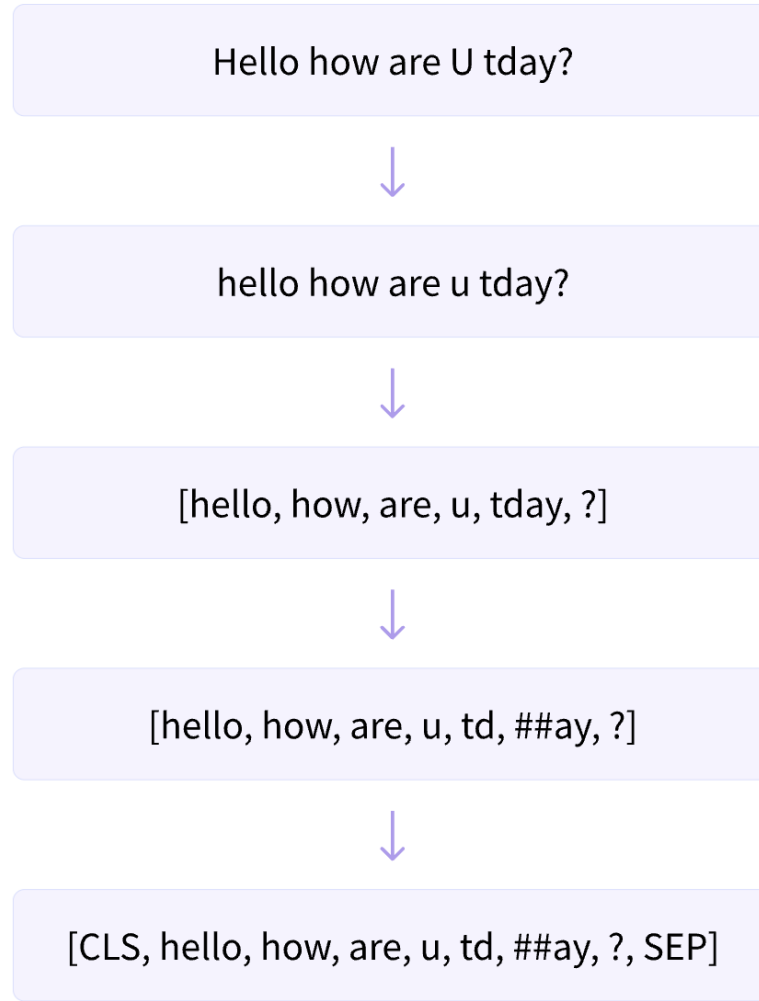 Hello how are U tday?
hello how are u tday?
[hello, how, are, u, tday, ?]
[hello, how, are, u, td, ##ay, ?]
[CLS, hello, how, are, u, td, ##ay, ?, SEP]